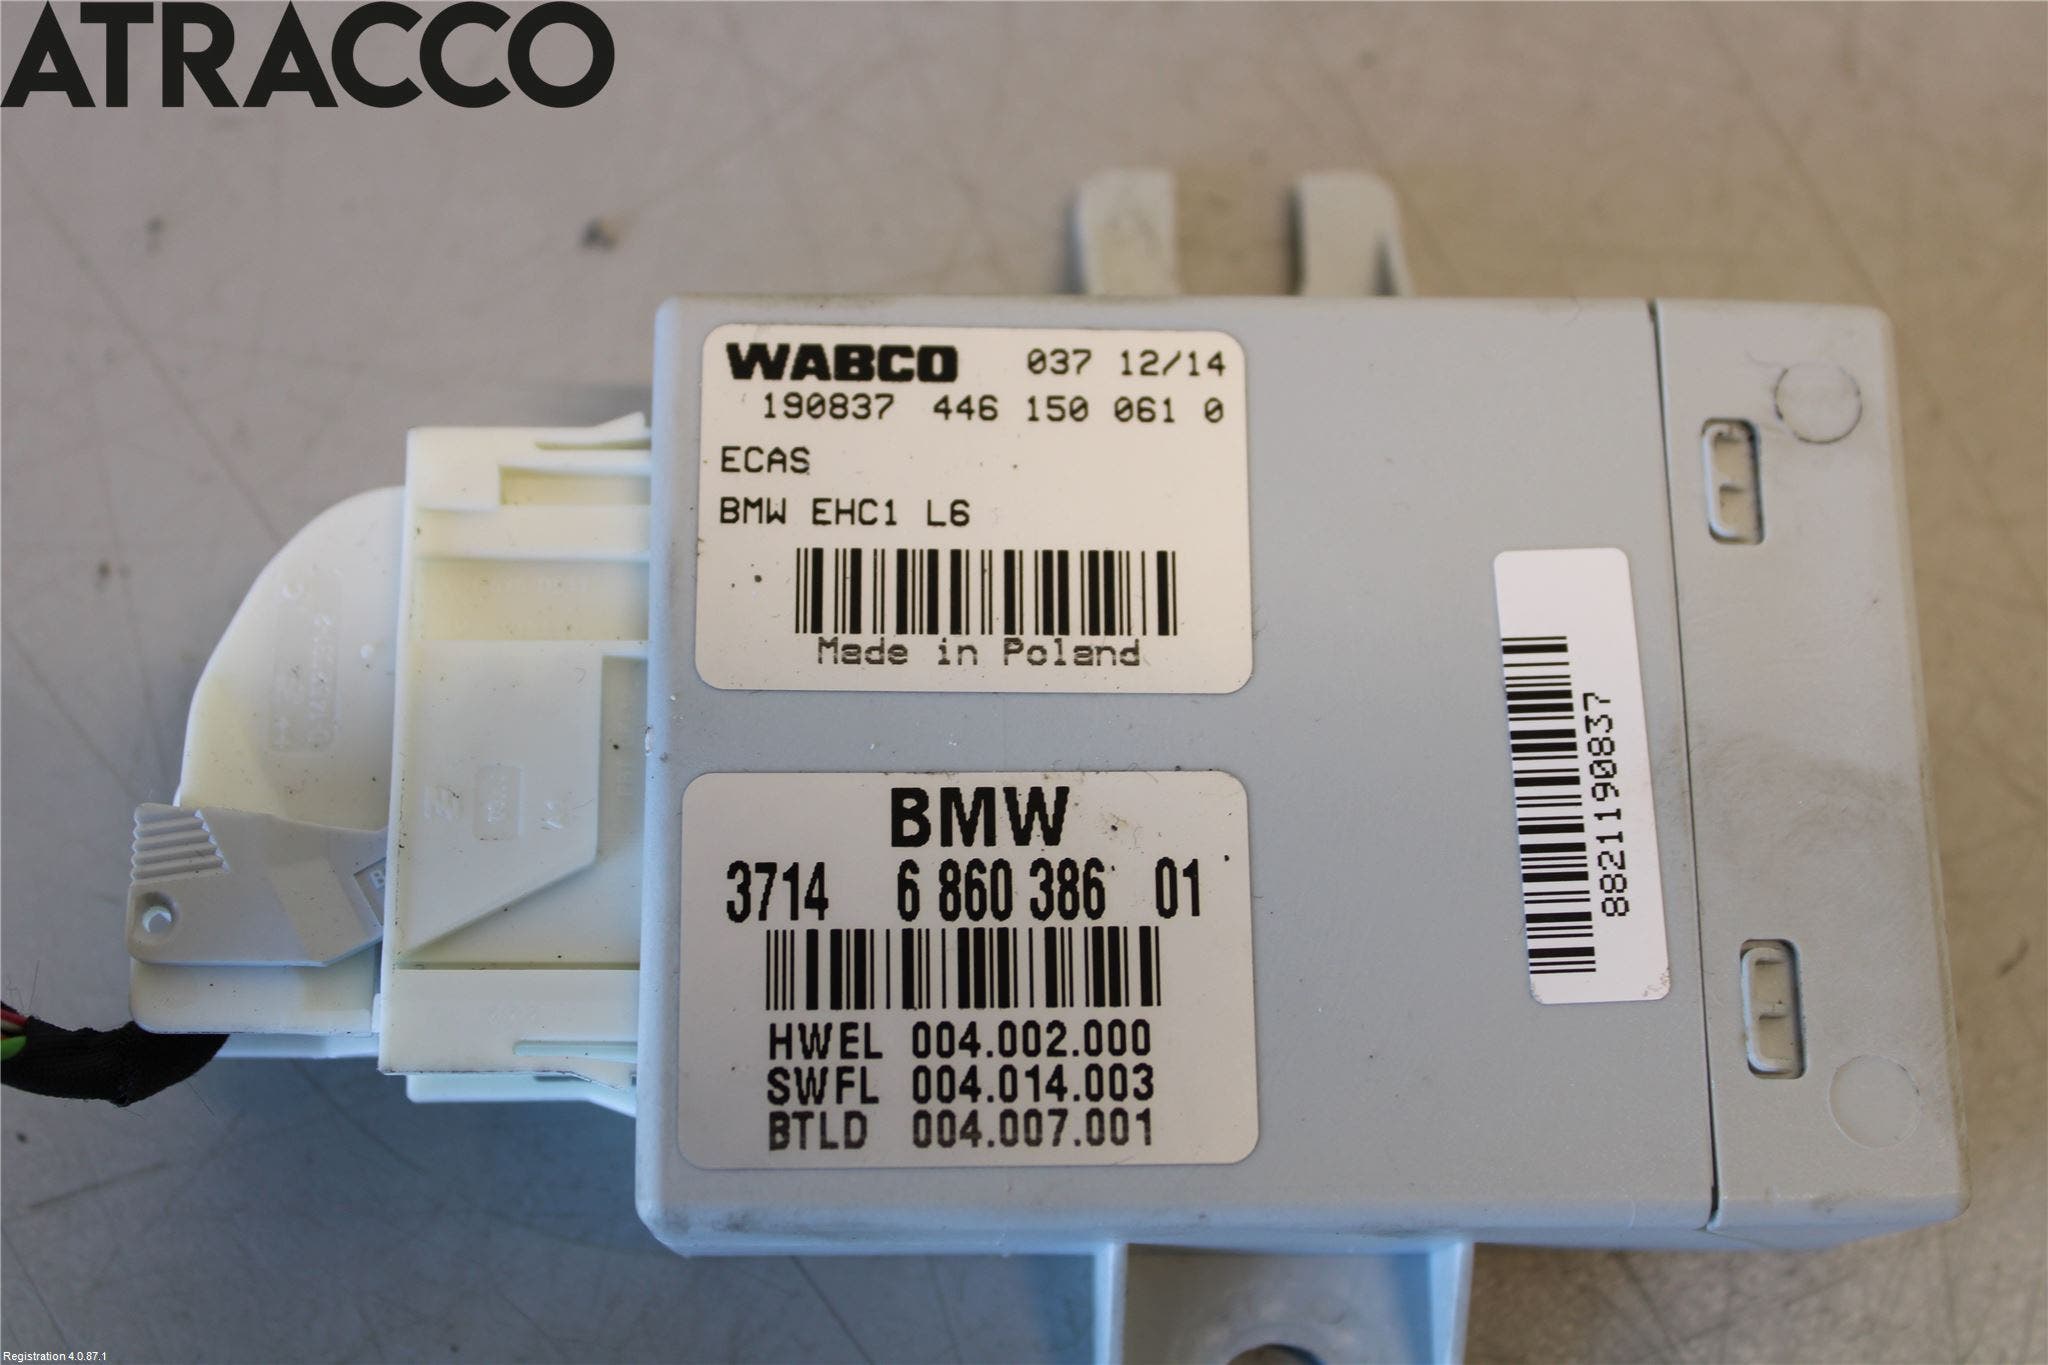 ATRACCO
WABCO 037 12/14
190837 446 150 061 0
ECAS
BMW EHC1 L6
Made in Poland
BMW
3714 6 860 386 01
HWEL 004.002.000
SWFL 004.014.003
BTLD 004.007.001
8821190837
Registration 4.0.87.1